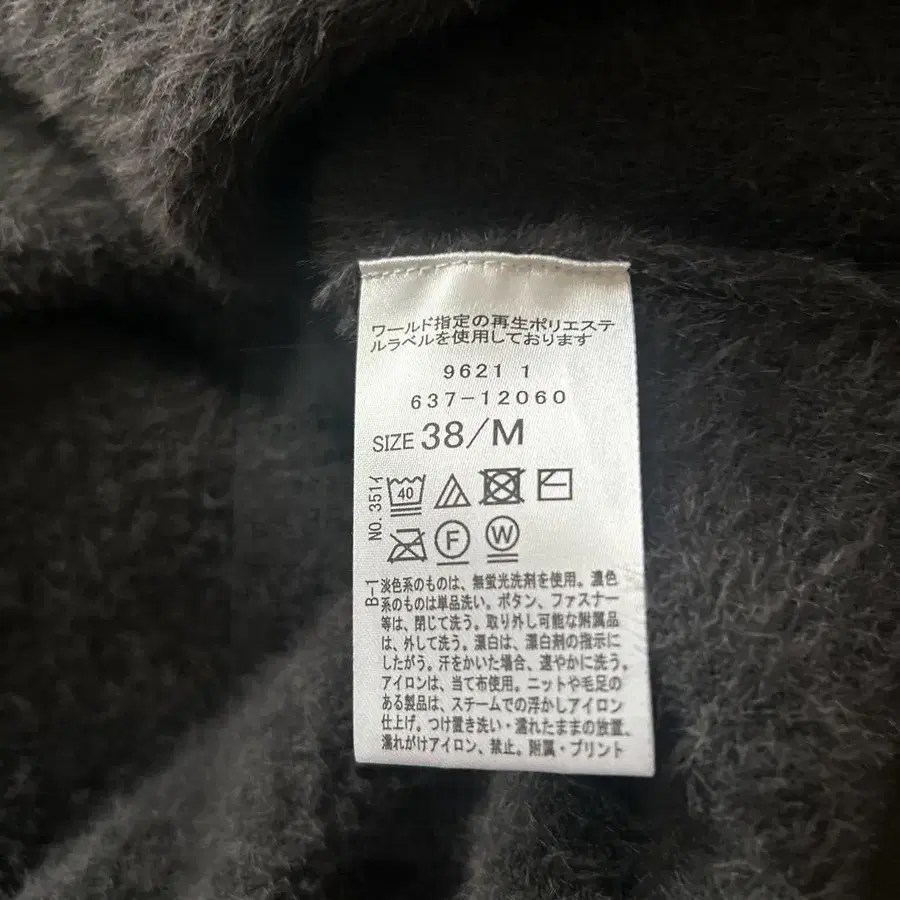 ワールド指定の再生ポリエステ
ルラベルを使用しております
9621 1
637-12060
SIZE 38/M
NO. 351イ
40
F
W
B-1
淡色系のものは、無蛍光洗剤を使用。濃色
系のものは単品洗い。ボタン、ファスナー
等は、閉じて洗う。取り外し可能な附属品
は、外して洗う。漂白は、漂白剤の指示に
したがう。汗をかいた場合、速やかに洗う。
アイロンは、当て布使用。ニットや毛足の
ある製品は、スチームでの浮かしアイロン
仕上げ。つけ置き洗い・濡れたままの放置、
濡れがけアイロン、禁止。附属・プリント